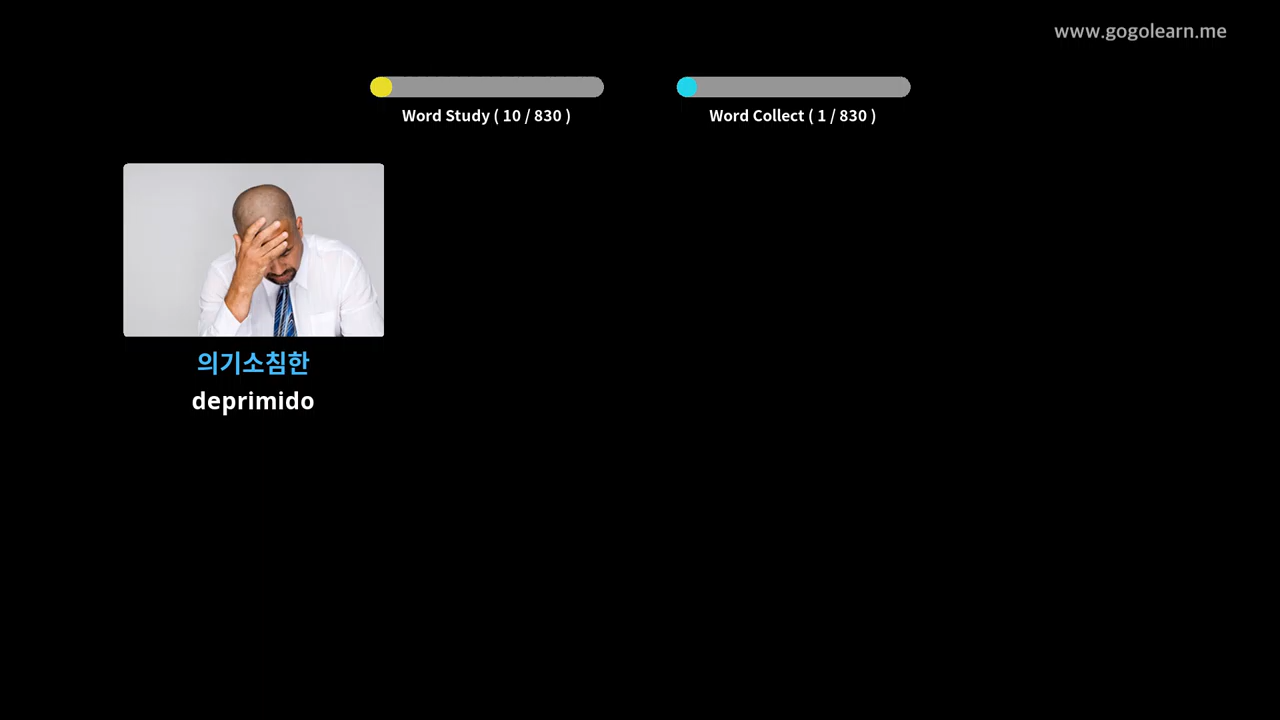 www.gogolearn.me
Word Study ( 10 / 830 )
Word Collect ( 1 / 830 )
의기소침한
deprimido